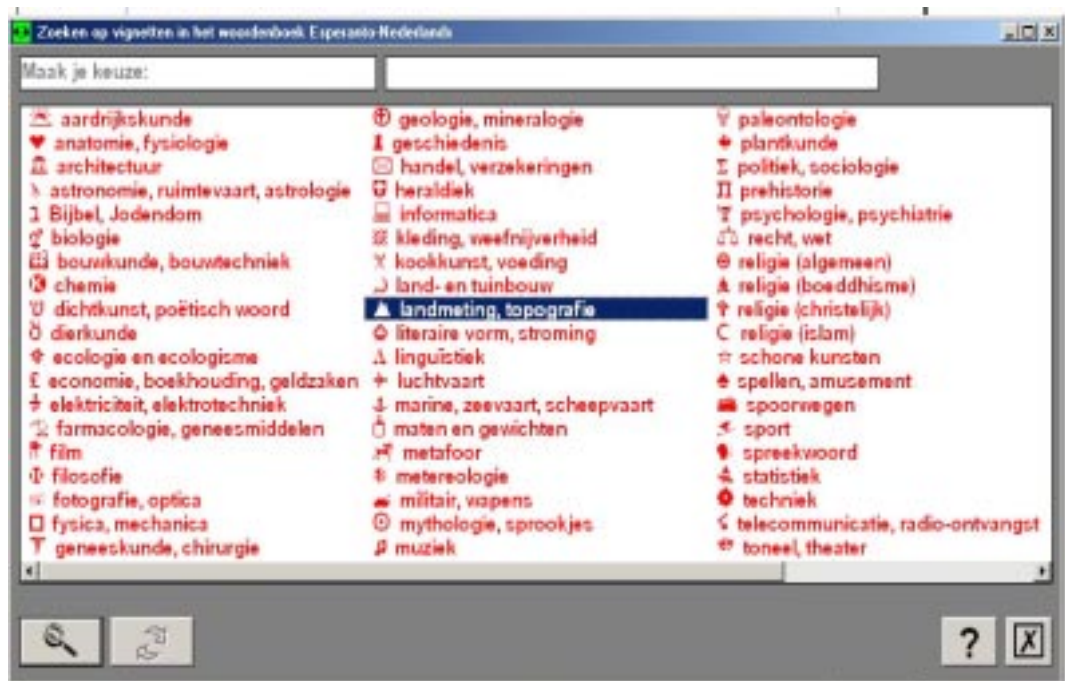 Zoeken op vignetten in het woordenboek Esperanto-Nederlands
Maak je keuze:
aardrijkskunde
anatomie, fysiologie
architectuur
astronomie, ruimtevaart, astrologie
Bijbel, Jodendom
biologie
bouwkunde, bouwtechniek
chemie
dichtkunst, poëtisch woord
dierkunde
ecologie en ecologisme
£ economie, boekhouding, geldzaken
elektriciteit, elektrotechniek
farmacologie, geneesmiddelen
film
filosofie
fotografie, optica
fysica, mechanica
geneeskunde, chirurgie
geologie, mineralogie
geschiedenis
handel, verzekeringen
heraldiek
informatica
kleding, weefnijverheid
kookkunst, voeding
land- en tuinbouw
landmeting, topografie
literaire vorm, stroming
linguïstiek
luchtvaart
marine, zeevaart, scheepvaart
maten en gewichten
metafoor
metereologie
militair, wapens
mythologie, sprookjes
muziek
paleontologie
plantkunde
politiek, sociologie
prehistorie
psychologie, psychiatrie
recht, wet
religie (algemeen)
religie (boeddhisme)
religie (christelijk)
religie (islam)
schone kunsten
spellen, amusement
spoorwegen
sport
spreekwoord
statistiek
techniek
telecommunicatie, radio-ontvangst
toneel, theater
?
X